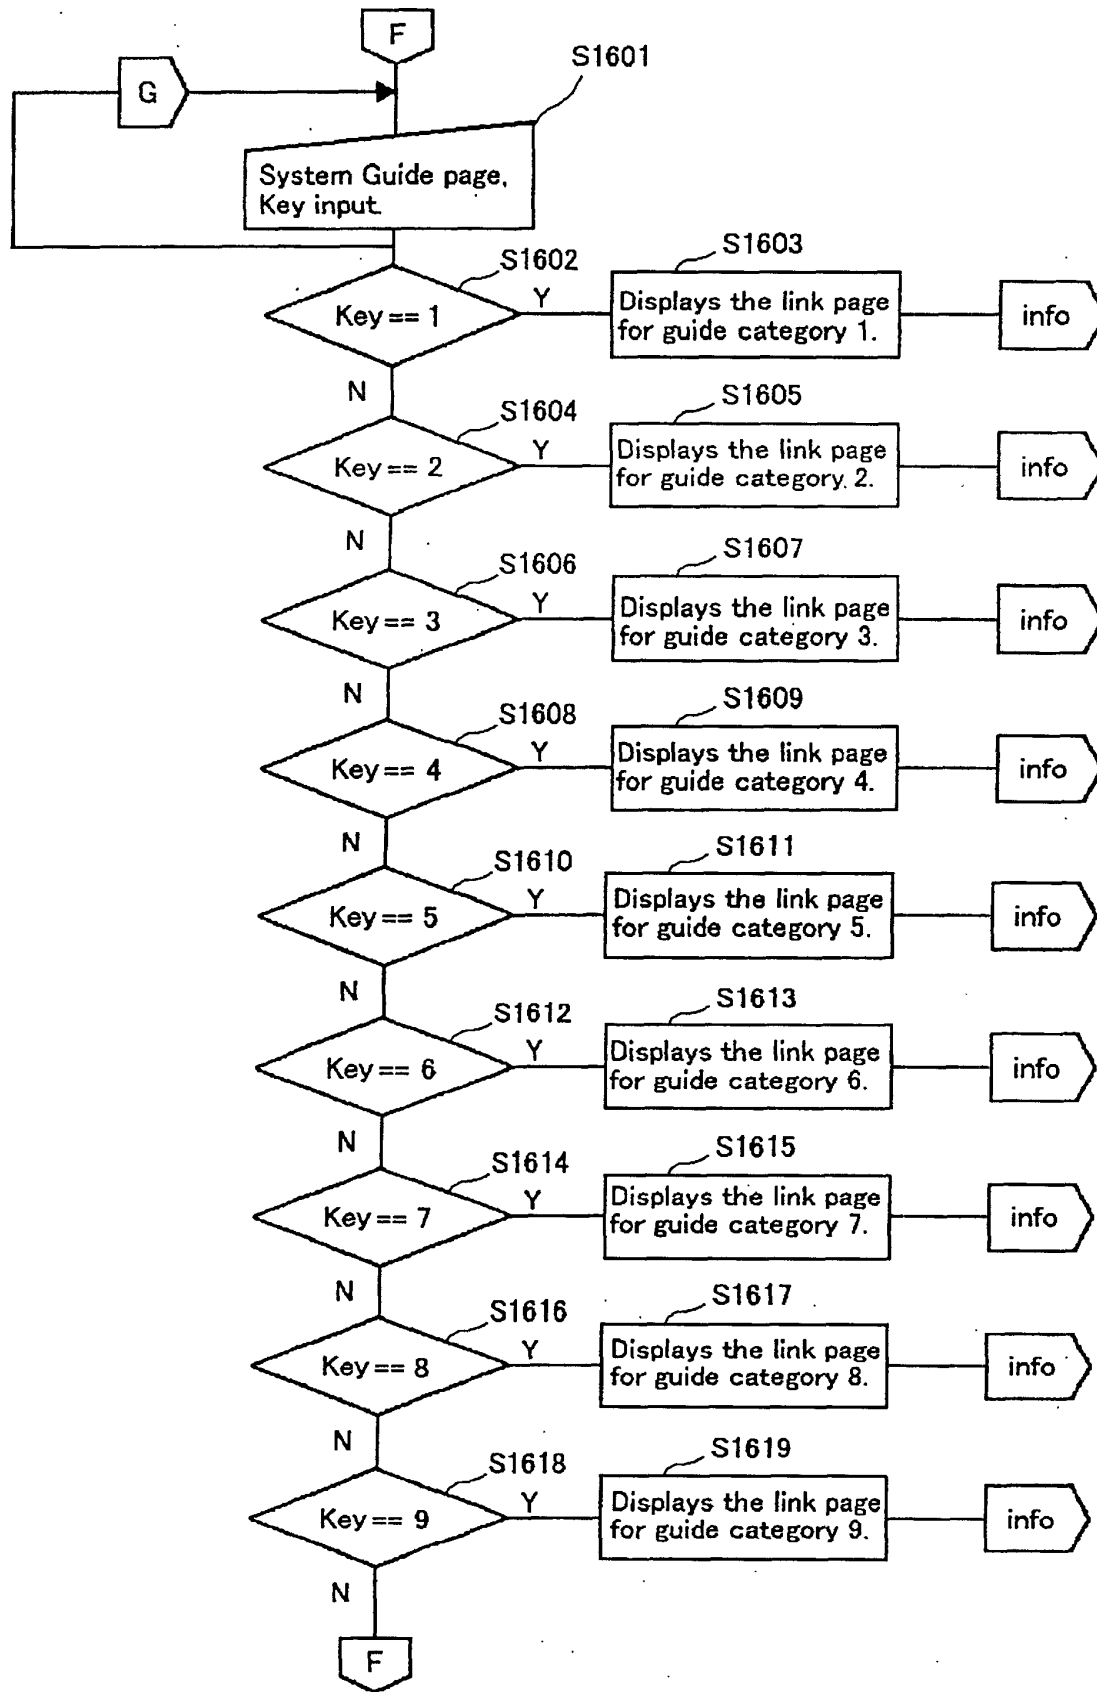 F
S1601
G
System Guide page,
Key input.
S1602
S1603
Key == 1
Y
Displays the link page
for guide category 1.
info
N
S1604
S1605
Key == 2
Y
Displays the link page
for guide category. 2.
info
N
S1606
S1607
Key == 3
Y
Displays the link page
for guide category 3.
info
N
S1608
S1609
Key == 4
Y
Displays the link page
for guide category 4.
info
N
S1610
S1611
Key == 5
Y
Displays the link page
for guide category 5.
info
N
S1612
S1613
Key == 6
Y
Displays the link page
for guide category 6.
info
N
S1614
S1615
Key == 7
Y
Displays the link page
for guide category 7.
info
N
S1616
S1617
Key == 8
Y
Displays the link page
for guide category 8.
info
N
S1618
S1619
Key == 9
Y
Displays the link page
for guide category 9.
info
N
F